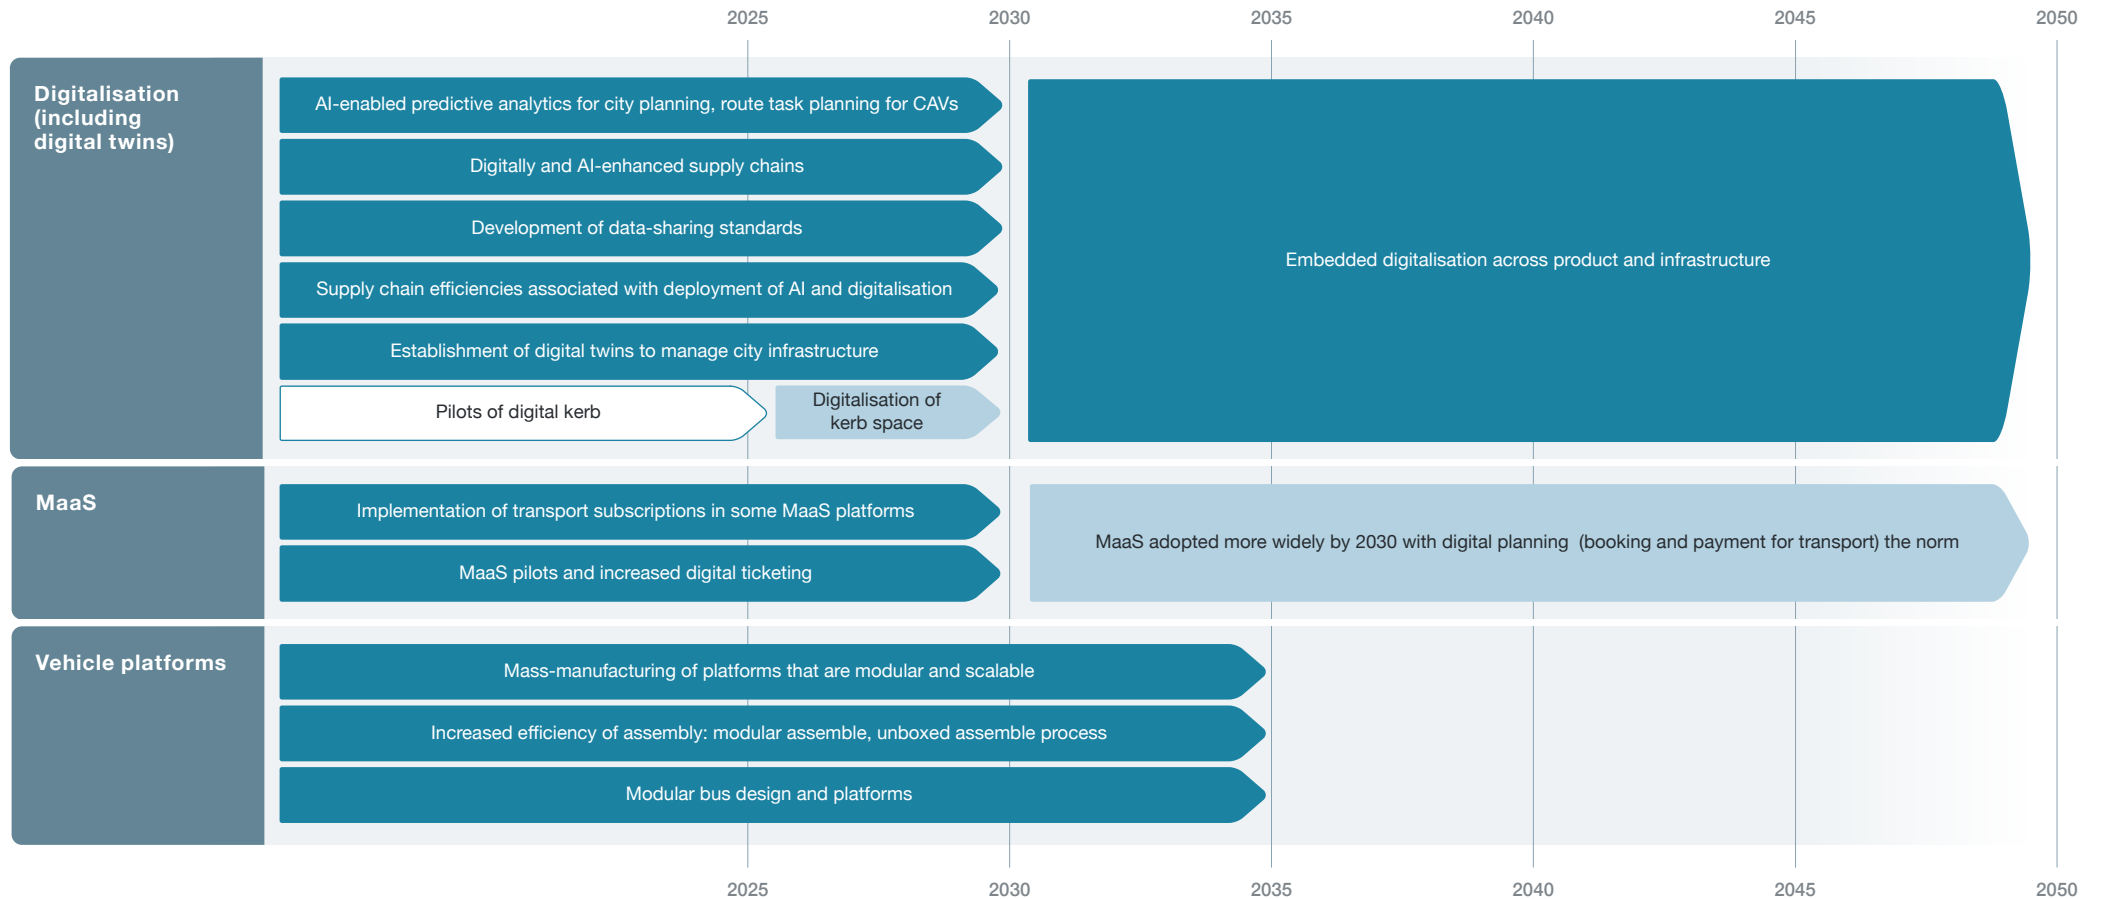 2025 2030 2035 2040 2045 2050
Digitalisation
(including
digital twins)
AI-enabled predictive analytics for city planning, route task planning for CAVs
Digitally and AI-enhanced supply chains
Development of data-sharing standards
Supply chain efficiencies associated with deployment of AI and digitalisation
Establishment of digital twins to manage city infrastructure
Pilots of digital kerb
Digitalisation of
kerb space
Embedded digitalisation across product and infrastructure
MaaS
Implementation of transport subscriptions in some MaaS platforms
MaaS pilots and increased digital ticketing
MaaS adopted more widely by 2030 with digital planning  (booking and payment for transport) the norm
Vehicle platforms
Mass-manufacturing of platforms that are modular and scalable
Increased efficiency of assembly: modular assemble, unboxed assemble process
Modular bus design and platforms
2025 2030 2035 2040 2045 2050